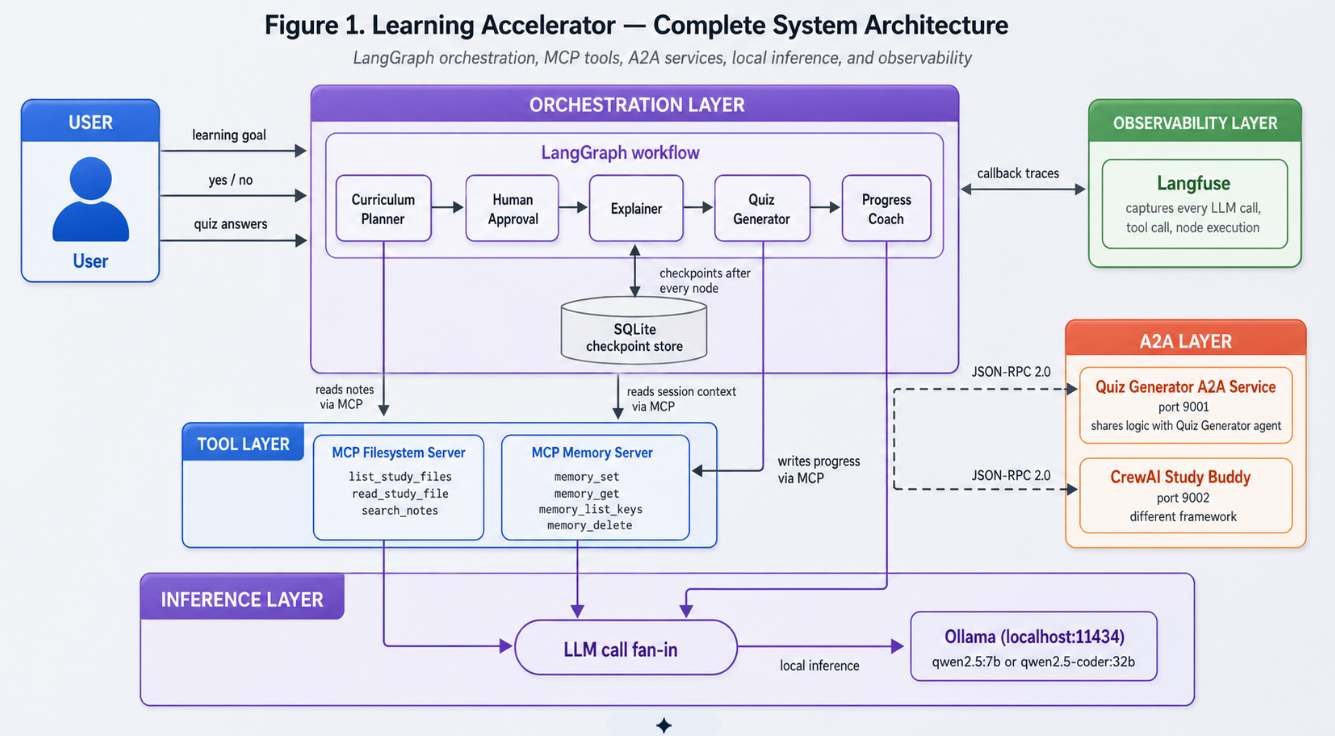 Figure 1. Learning Accelerator — Complete System Architecture
LangGraph orchestration, MCP tools, A2A services, local inference, and observability
USER
User
learning goal
yes / no
quiz answers
ORCHESTRATION LAYER
LangGraph workflow
Curriculum
Planner
Human
Approval
Explainer
Quiz
Generator
Progress
Coach
checkpoints after
every node
SQLite
checkpoint store
callback traces
OBSERVABILITY LAYER
Langfuse
captures every LLM call,
tool call, node execution
A2A LAYER
JSON-RPC 2.0
Quiz Generator A2A Service
port 9001
shares logic with Quiz Generator agent
JSON-RPC 2.0
CrewAI Study Buddy
port 9002
different framework
reads notes
via MCP
reads session context
via MCP
TOOL LAYER
MCP Filesystem Server
list_study_files
read_study_file
search_notes
MCP Memory Server
memory_set
memory_get
memory_list_keys
memory_delete
writes progress
via MCP
INFERENCE LAYER
LLM call fan-in
local inference
Ollama (localhost:11434)
qwen2.5:7b or qwen2.5-coder:32b